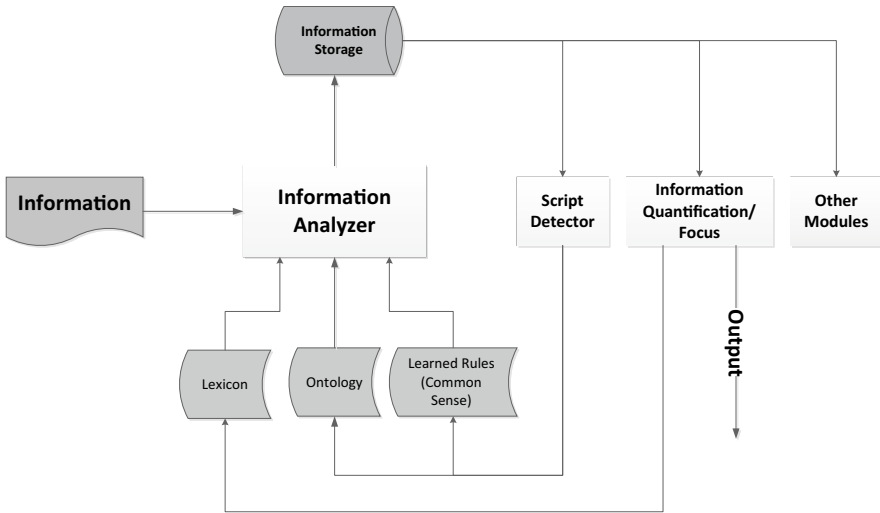 Information
Storage
Information
Information
Analyzer
Script
Detector
Information
Quantification/
Focus
Other
Modules
Output
Lexicon
Ontology
Learned Rules
(Common
Sense)